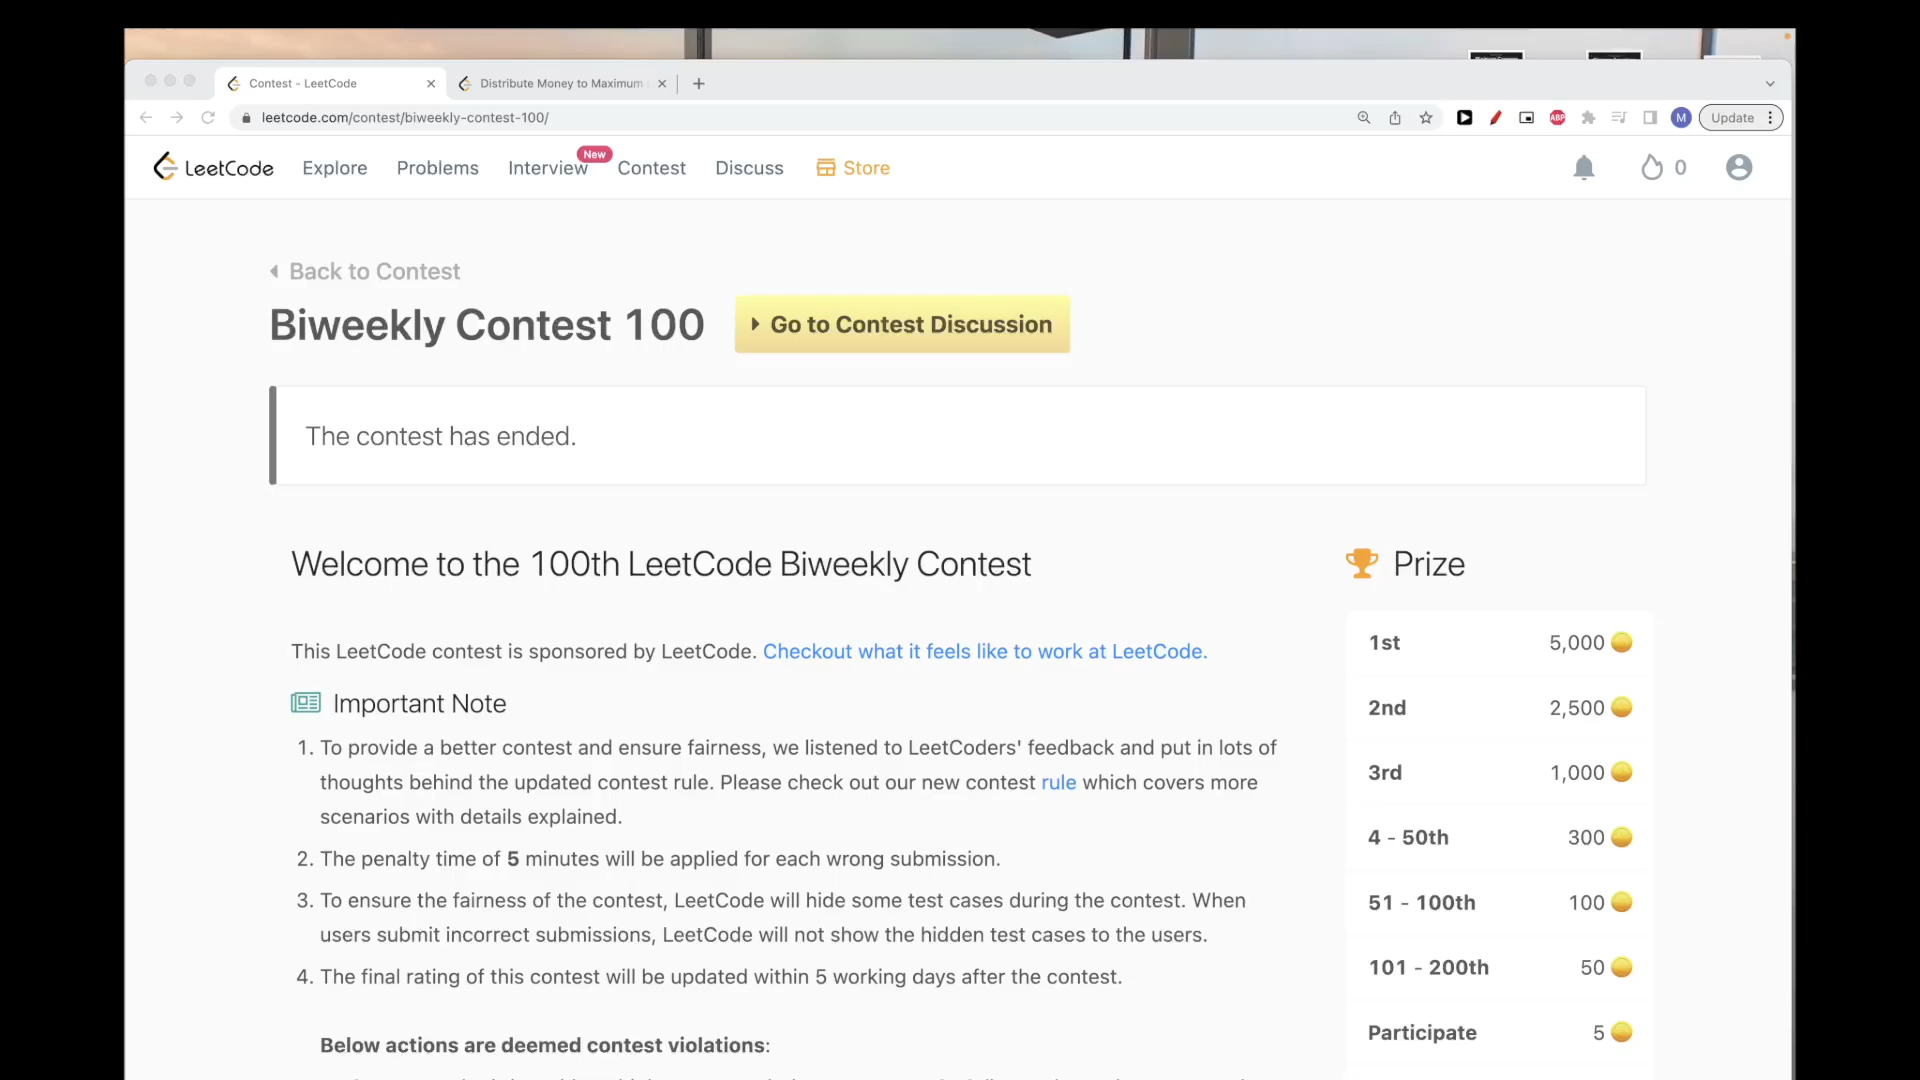 Contest - LeetCode
Distribute Money to Maximum
leetcode.com/contest/biweekly-contest-100/
ABP
M
Update
LeetCode
Explore
Problems
Interview
New
Contest
Discuss
Store
0
Back to Contest
Biweekly Contest 100
Go to Contest Discussion
The contest has ended.
Welcome to the 100th LeetCode Biweekly Contest
This LeetCode contest is sponsored by LeetCode. Checkout what it feels like to work at LeetCode.
Important Note
1. To provide a better contest and ensure fairness, we listened to LeetCoders' feedback and put in lots of
thoughts behind the updated contest rule. Please check out our new contest rule which covers more
scenarios with details explained.
2. The penalty time of 5 minutes will be applied for each wrong submission.
3. To ensure the fairness of the contest, LeetCode will hide some test cases during the contest. When
users submit incorrect submissions, LeetCode will not show the hidden test cases to the users.
4. The final rating of this contest will be updated within 5 working days after the contest.
Below actions are deemed contest violations:
Prize
1st 5,000
2nd 2,500
3rd 1,000
4 - 50th 300
51 - 100th 100
101 - 200th 50
Participate 5